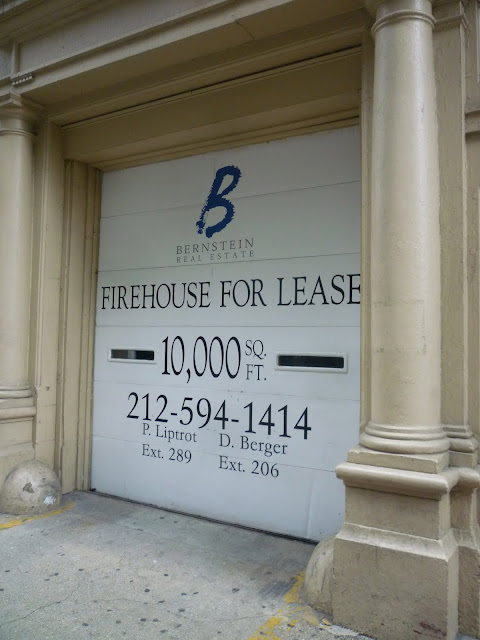 B
BERNSTEIN
REAL ESTATE
FIREHOUSE FOR LEASE
10,000 SQ. FT.
212-594-1414
P. Liptrot D. Berger
Ext. 289 Ext. 206